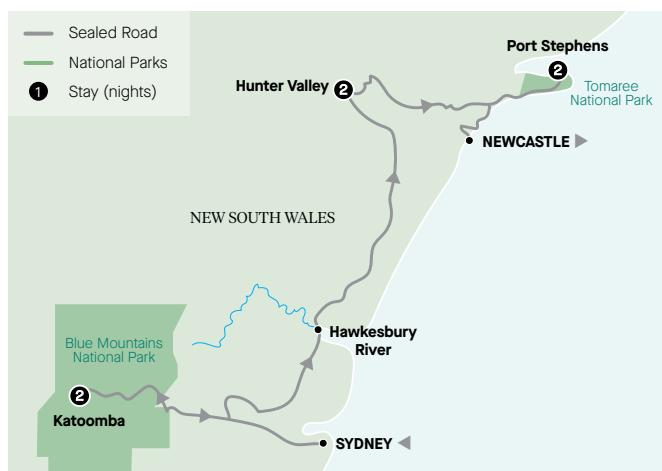 Sealed Road
National Parks
1 Stay (nights)
Port Stephens
2
Tomaree
National Park
Hunter Valley 2
NEWCASTLE
NEW SOUTH WALES
Hawkesbury
River
Blue Mountains
National Park
2
Katoomba
SYDNEY